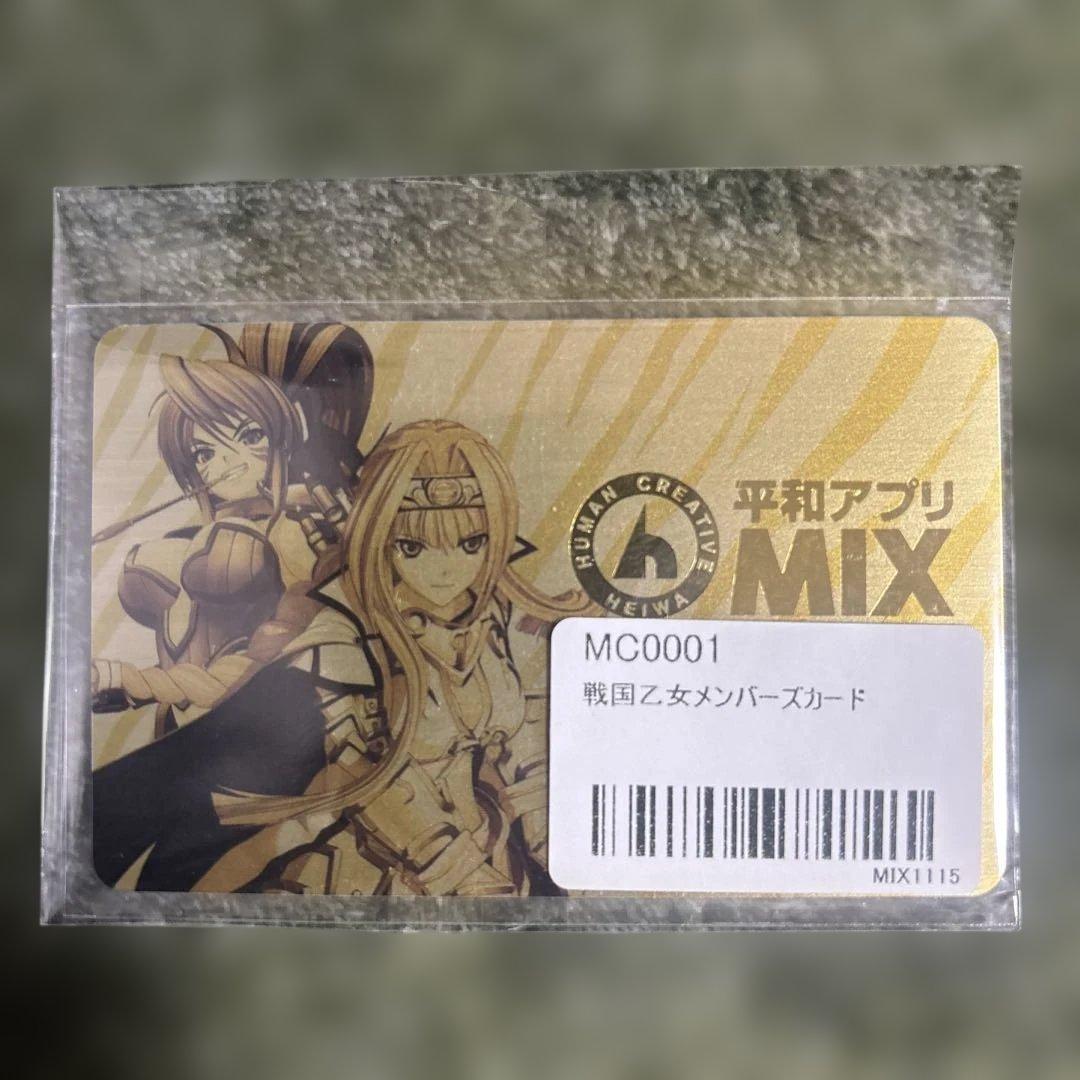 HUMAN CREATIVE
h
HEIWA
平和アプリ
MIX
MC0001
戦国乙女メンバーズカード
MIX1115